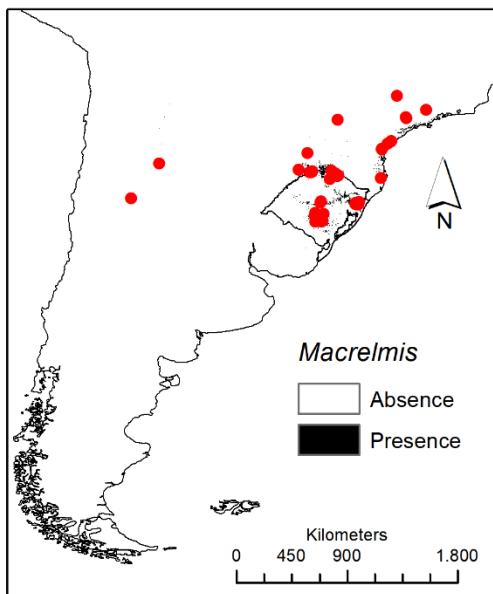 N
Macrelmis
Absence
Presence
Kilometers
0 450 900 1.800